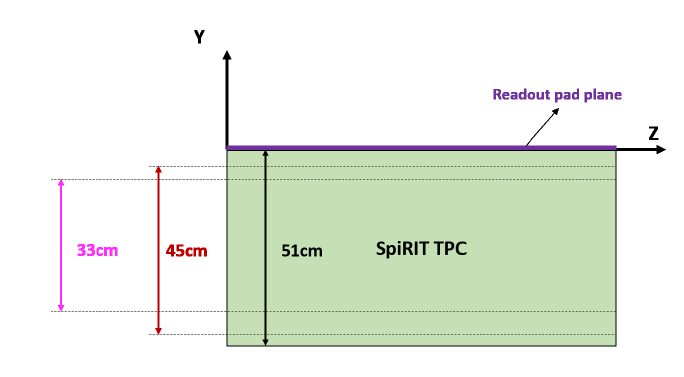 Y
Readout pad plane
Z
33cm
45cm
51cm
SpiRIT TPC